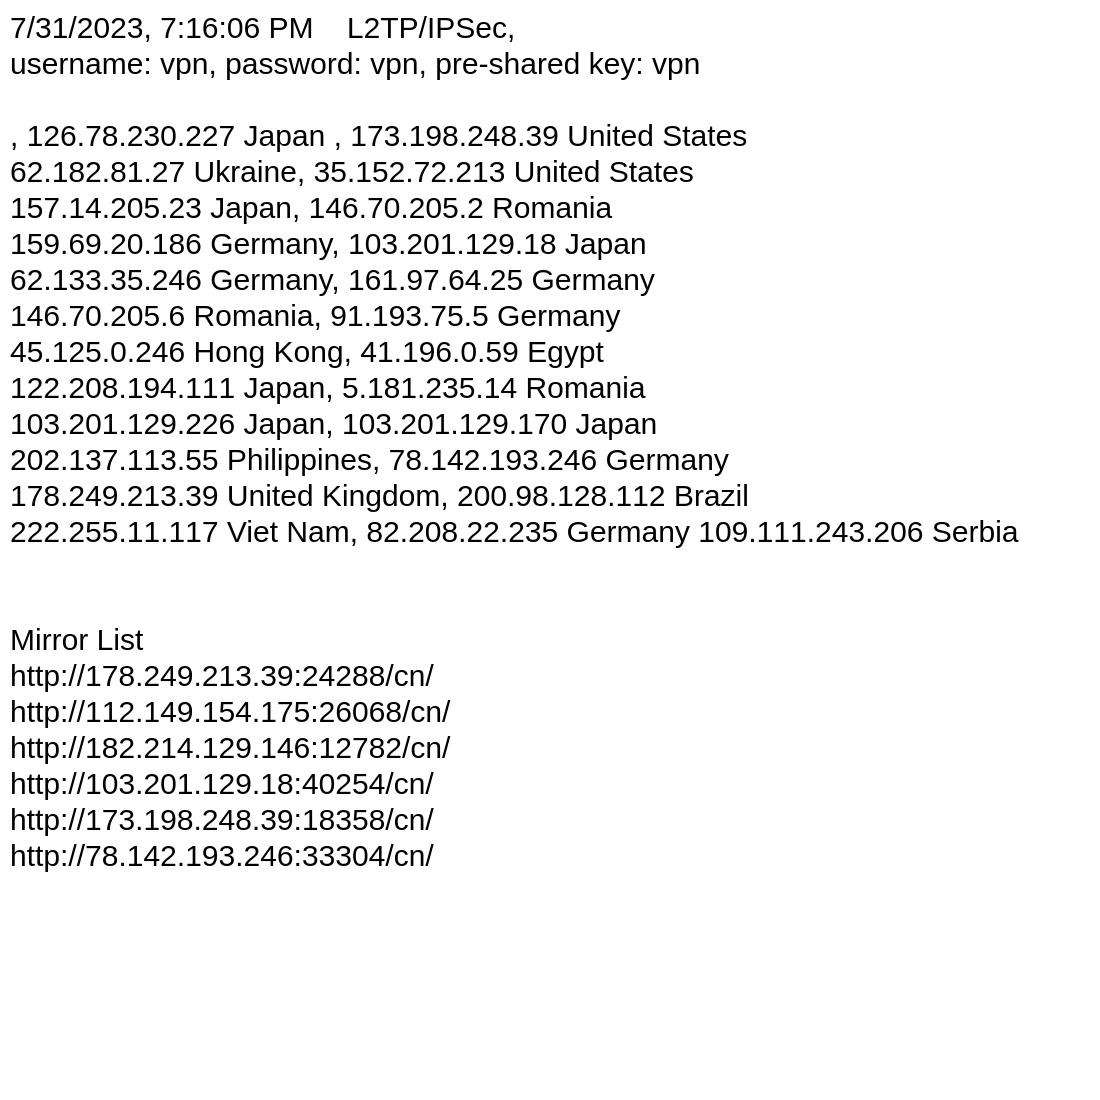 7/31/2023, 7:16:06 PM    L2TP/IPSec,
username: vpn, password: vpn, pre-shared key: vpn
, 126.78.230.227 Japan , 173.198.248.39 United States
62.182.81.27 Ukraine, 35.152.72.213 United States
157.14.205.23 Japan, 146.70.205.2 Romania
159.69.20.186 Germany, 103.201.129.18 Japan
62.133.35.246 Germany, 161.97.64.25 Germany
146.70.205.6 Romania, 91.193.75.5 Germany
45.125.0.246 Hong Kong, 41.196.0.59 Egypt
122.208.194.111 Japan, 5.181.235.14 Romania
103.201.129.226 Japan, 103.201.129.170 Japan
202.137.113.55 Philippines, 78.142.193.246 Germany
178.249.213.39 United Kingdom, 200.98.128.112 Brazil
222.255.11.117 Viet Nam, 82.208.22.235 Germany 109.111.243.206 Serbia
Mirror List
http://178.249.213.39:24288/cn/
http://112.149.154.175:26068/cn/
http://182.214.129.146:12782/cn/
http://103.201.129.18:40254/cn/
http://173.198.248.39:18358/cn/
http://78.142.193.246:33304/cn/